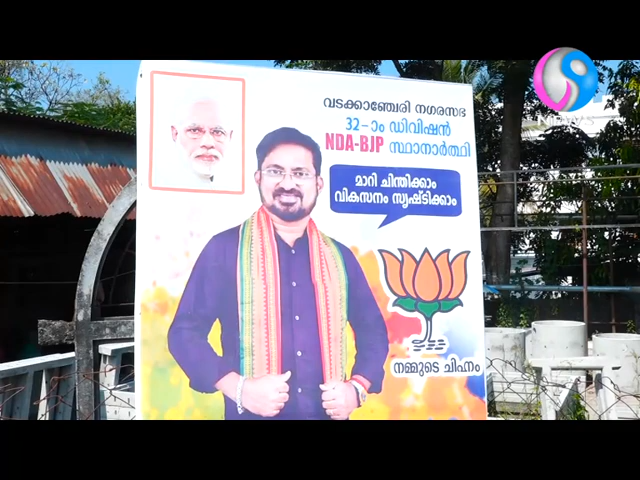 വടക്കാഞ്ചേരി നഗരസഭ
32-ാം ഡിവിഷൻ
NDA-BJP സ്ഥാനാർത്ഥി
മാറി ചിന്തിക്കാം
വികസനം സൃഷ്ടിക്കാം
നമ്മുടെ ചിഹ്നം